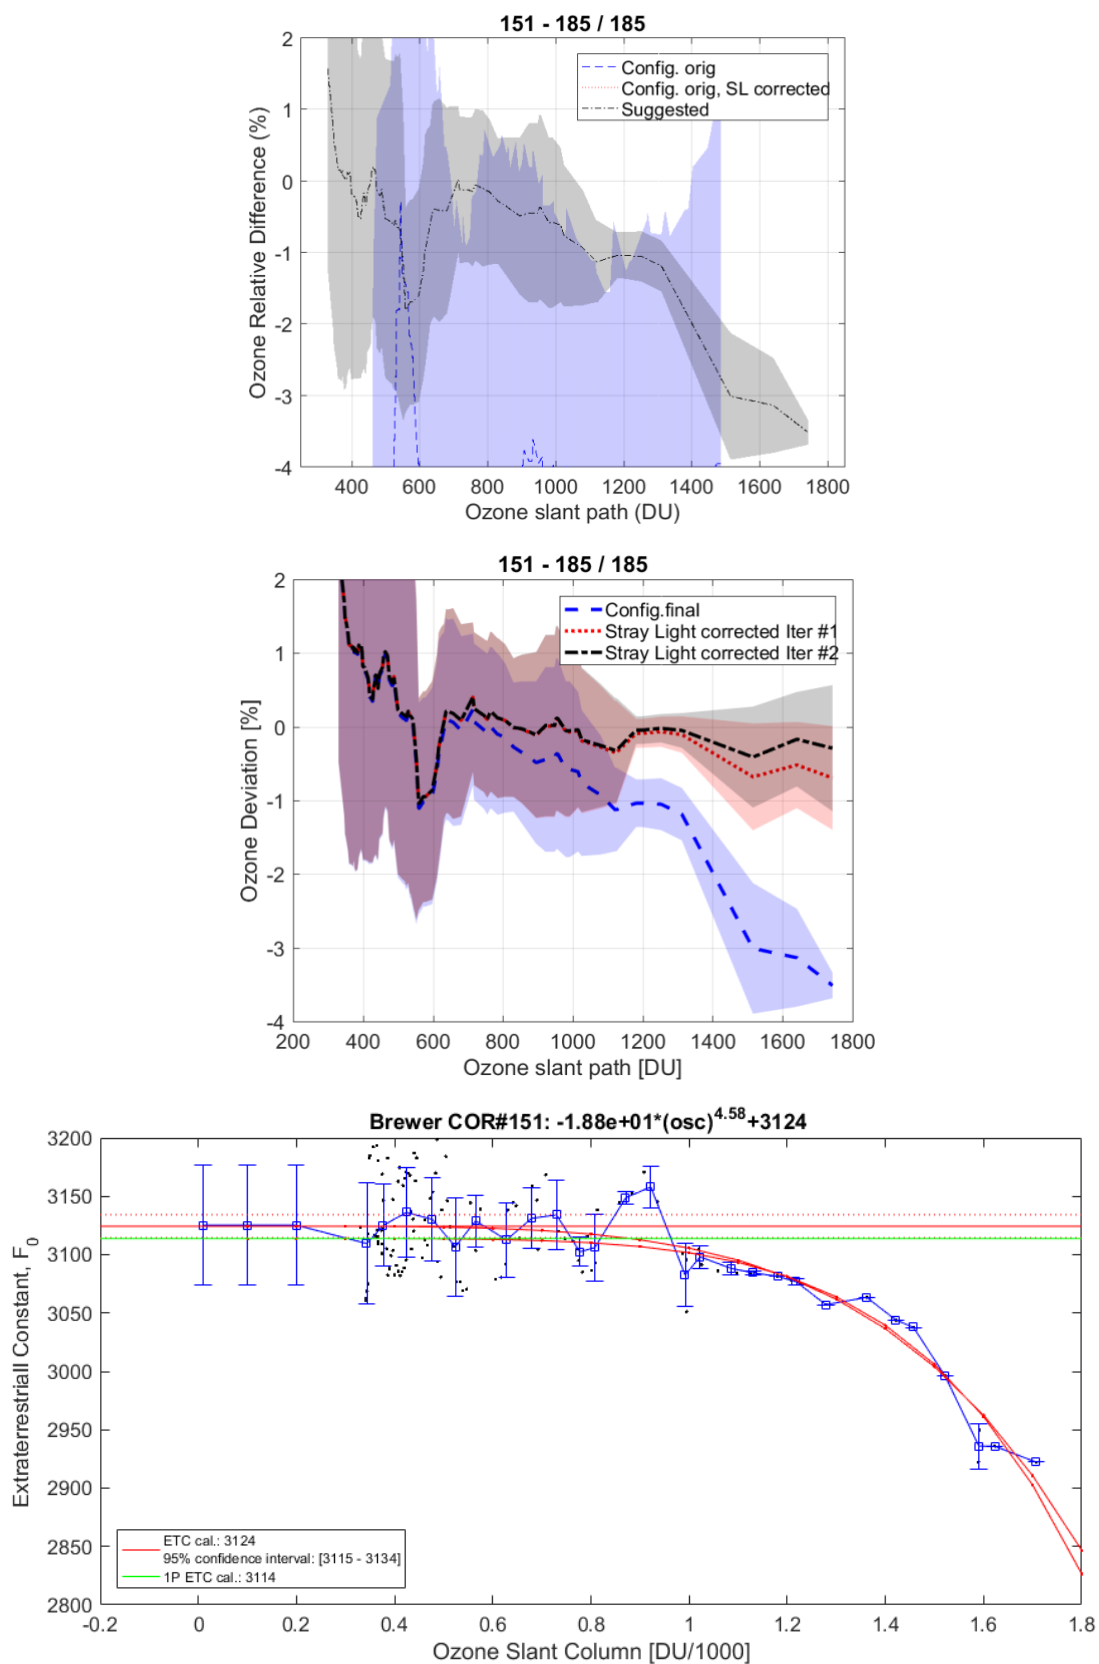 151 - 185 / 185
2
1
0
-1
-2
-3
-4
Ozone Relative Difference (%)
Config. orig
Config. orig, SL corrected
Suggested
400 600 800 1000 1200 1400 1600 1800
Ozone slant path (DU)
151 - 185 / 185
2
1
0
-1
-2
-3
-4
Ozone Deviation [%]
Config.final
Stray Light corrected Iter #1
Stray Light corrected Iter #2
200 400 600 800 1000 1200 1400 1600 1800
Ozone slant path [DU]
Brewer COR#151: -1.88e+01*(osc)^4.58+3124
3200
3150
3100
3050
3000
2950
2900
2850
2800
Extraterrestriall Constant, F_0
ETC cal.: 3124
95% confidence interval: [3115 - 3134]
1P ETC cal.: 3114
-0.2 0 0.2 0.4 0.6 0.8 1 1.2 1.4 1.6 1.8
Ozone Slant Column [DU/1000]